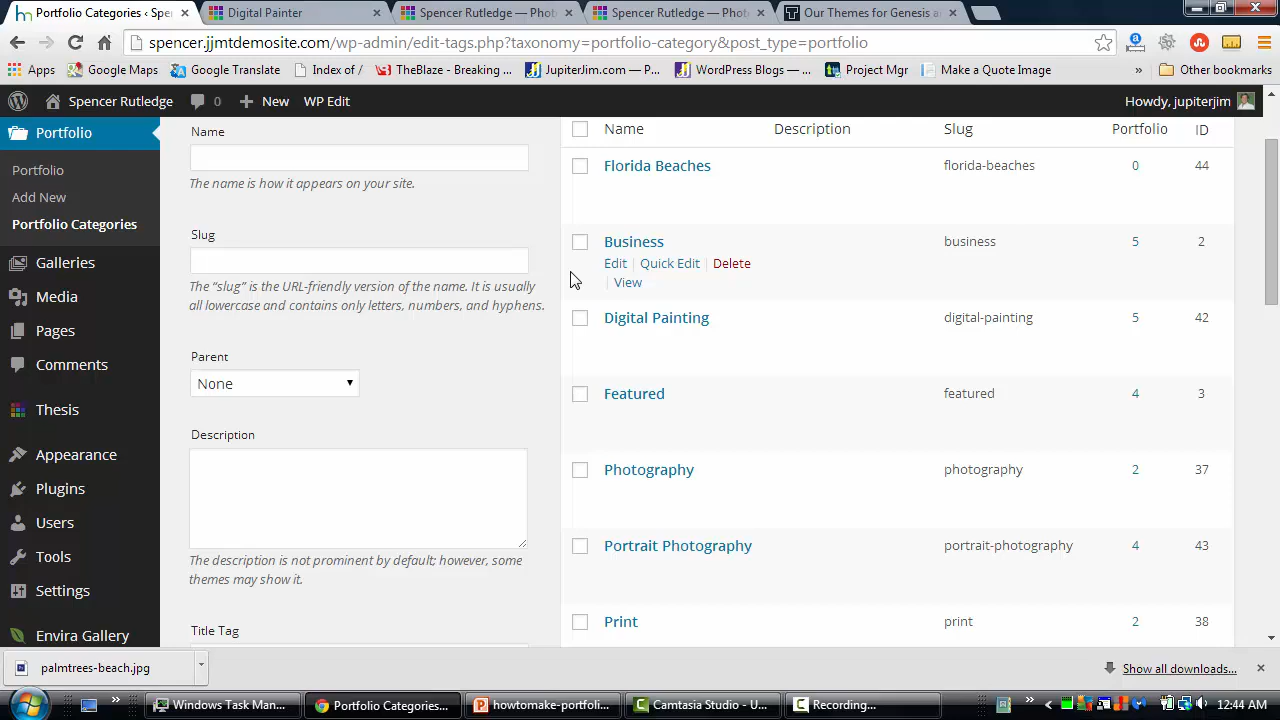 Portfolio Categories ‹ Spe
Digital Painter
Spencer Rutledge — Phot
Spencer Rutledge — Phot
Our Themes for Genesis a
spencer.jjmtdemosite.com/wp-admin/edit-tags.php?taxonomy=portfolio-category&post_type=portfolio
Apps
Google Maps
Google Translate
Index of /
TheBlaze - Breaking ...
JupiterJim.com — P...
WordPress Blogs — ...
Project Mgr
Make a Quote Image
»
Other bookmarks
Spencer Rutledge
0
New
WP Edit
Howdy, jupiterjim
Portfolio
Portfolio
Add New
Portfolio Categories
Galleries
Media
Pages
Comments
Thesis
Appearance
Plugins
Users
Tools
Settings
Envira Gallery
Name
The name is how it appears on your site.
Slug
The “slug” is the URL-friendly version of the name. It is usually
all lowercase and contains only letters, numbers, and hyphens.
Parent
None
Description
The description is not prominent by default; however, some
themes may show it.
Title Tag
Name Description Slug Portfolio ID
Florida Beaches florida-beaches 0 44
Business business 5 2
Edit | Quick Edit | Delete
| View
Digital Painting digital-painting 5 42
Featured featured 4 3
Photography photography 2 37
Portrait Photography portrait-photography 4 43
Print print 2 38
palmtrees-beach.jpg
Show all downloads...
Windows Task Man...
Portfolio Categories...
howtomake-portfoli...
Camtasia Studio - U...
Recording...
12:44 AM